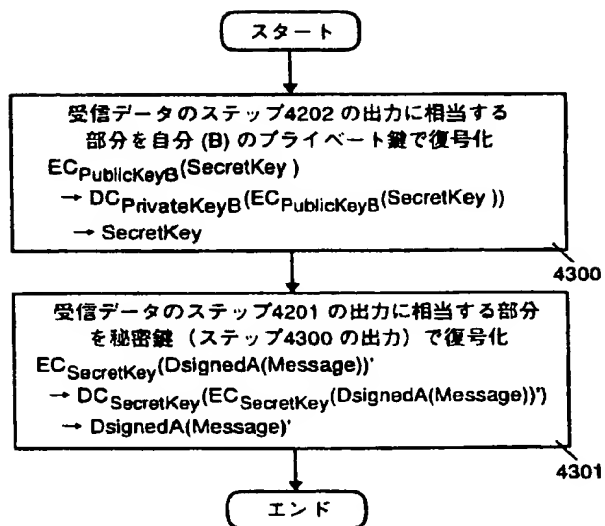 スタート
受信データのステップ4202 の出力に相当する
部分を自分 (B) のプライベート鍵で復号化
EC_PublicKeyB(SecretKey )
→ DC_PrivateKeyB(EC_PublicKeyB(SecretKey ))
→ SecretKey
4300
受信データのステップ4201 の出力に相当する部分
を秘密鍵（ステップ4300 の出力）で復号化
EC_SecretKey(DsignedA(Message))'
→ DC_SecretKey(EC_SecretKey(DsignedA(Message))')
→ DsignedA(Message)'
4301
エンド